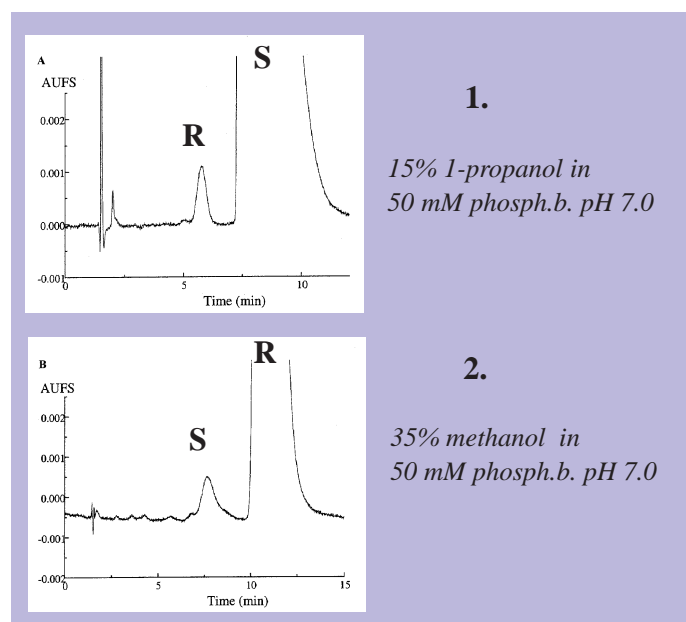 A
AUFS
S
R
0.002
0.001
0.000
-0.001
0
5
10
Time (min)
1.
15% 1-propanol in
50 mM phosph.b. pH 7.0
B
AUFS
R
S
0.002
0.001
0.000
-0.001
-0.002
0
5
10
15
Time (min)
2.
35% methanol in
50 mM phosph.b. pH 7.0